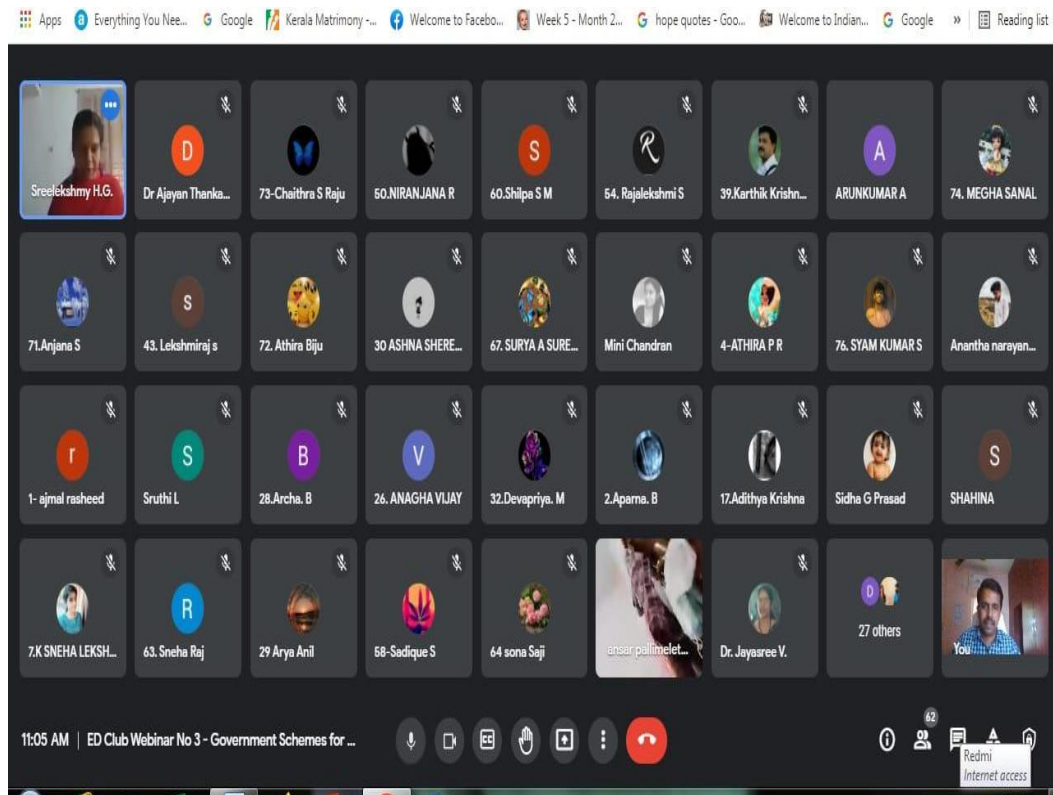 Apps Everything You Nee... Google Kerala Matrimony -... Welcome to Facebo... Week 5 - Month 2... hope quotes - Goo... Welcome to Indian... Google » Reading list
Sreelekshmy H.G. D Dr Ajayan Thanka... 73-Chaithra S Raju 50.NIRANJANA R S 60.Shilpa S M R 54. Rajalekshmi S 39.Karthik Krishn... A ARUNKUMAR A 74. MEGHA SANAL
71.Anjana S s 43. Lekshmiraj s 72. Athira Biju 30 ASHNA SHERE... 67. SURYA A SURE... Mini Chandran 4-ATHIRA P R 76. SYAM KUMAR S Anantha narayan...
r 1- ajmal rasheed S Sruthi L B 28.Archa. B V 26. ANAGHA VIJAY 32.Devapriya. M 2.Aparna. B 17.Adithya Krishna Sidha G Prasad S SHAHINA
7.K SNEHA LEKSH... R 63. Sneha Raj 29 Arya Anil 58-Sadique S 64 sona Saji ansar pallimelet... Dr. Jayasree V. D 27 others You
11:05 AM | ED Club Webinar No 3 - Government Schemes for ... CC 62
Redmi
Internet access